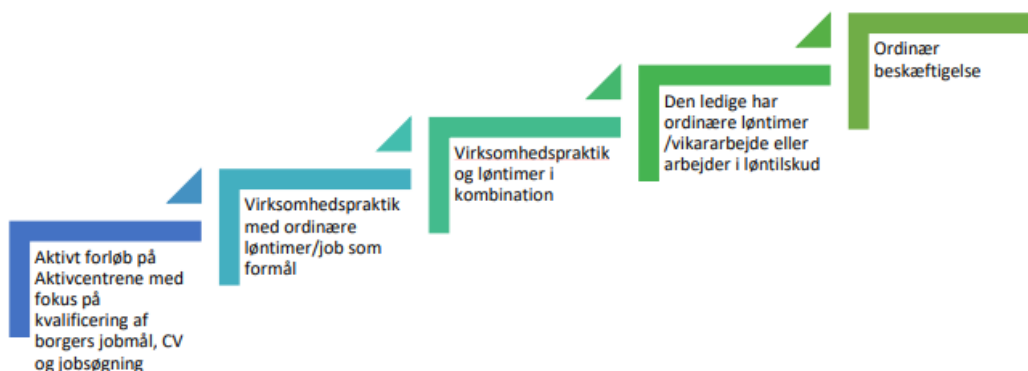 Aktivt forløb på
Aktivcentrene med
fokus på
kvalificering af
borgers jobmål, CV
og jobsøgning
Virksomhedspraktik
med ordinære
løntimer/job som
formål
Virksomhedspraktik
og løntimer i
kombination
Den ledige har
ordinære løntimer
/vikararbejde eller
arbejder i løntilskud
Ordinær
beskæftigelse